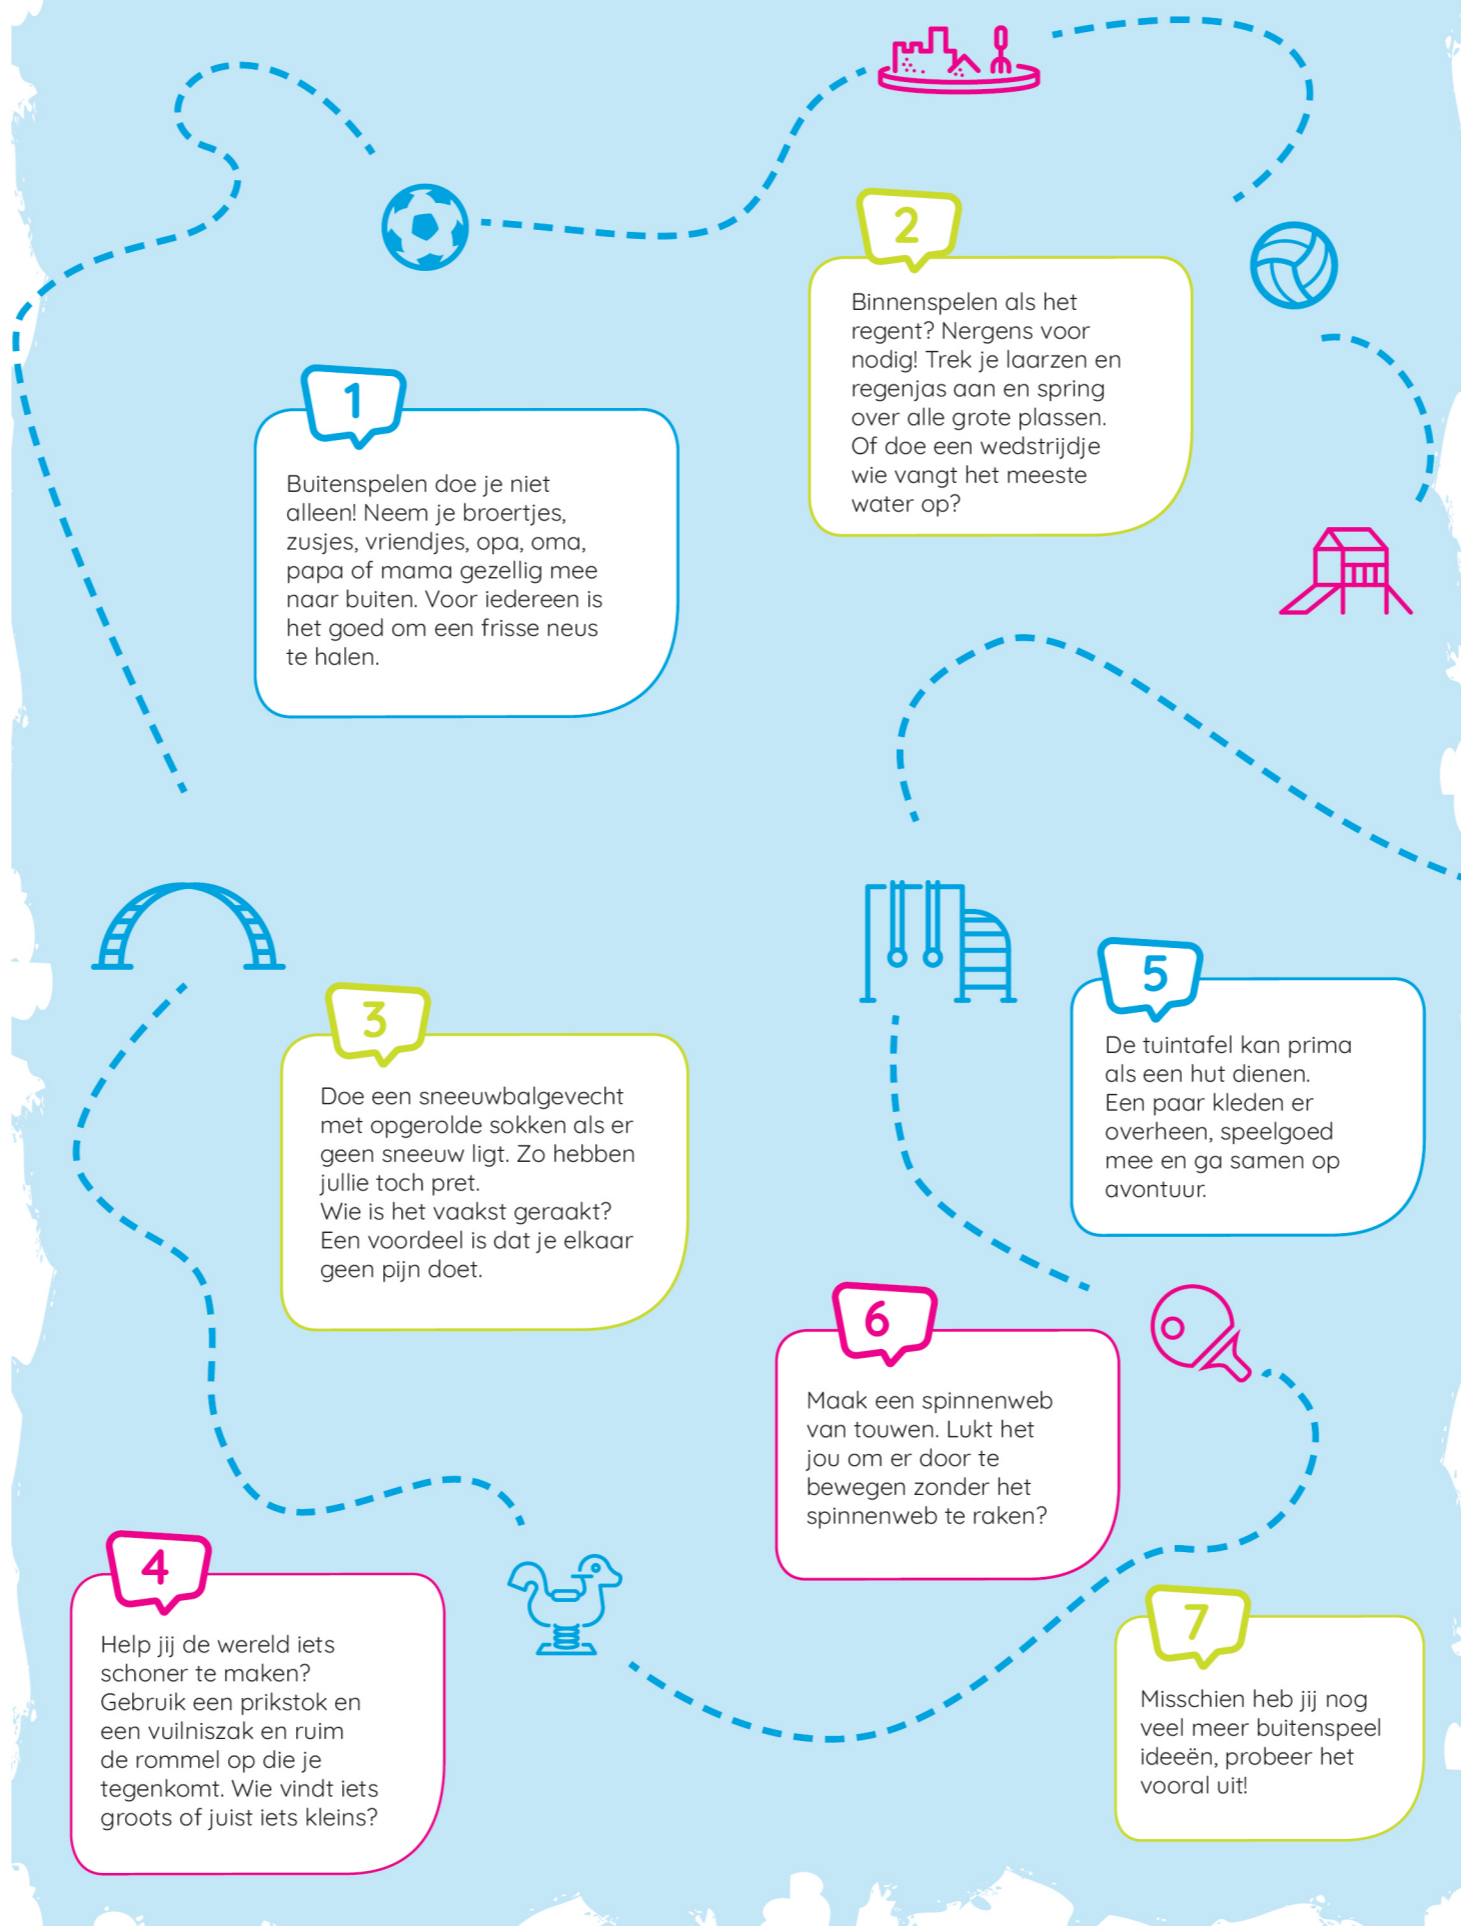 1
Buitenspelen doe je niet
alleen! Neem je broertjes,
zusjes, vriendjes, opa, oma,
papa of mama gezellig mee
naar buiten. Voor iedereen is
het goed om een frisse neus
te halen.
2
Binnenspelen als het
regent? Nergens voor
nodig! Trek je laarzen en
regenjas aan en spring
over alle grote plassen.
Of doe een wedstrijdje
wie vangt het meeste
water op?
3
Doe een sneeuwbalgevecht
met opgerolde sokken als er
geen sneeuw ligt. Zo hebben
jullie toch pret.
Wie is het vaakst geraakt?
Een voordeel is dat je elkaar
geen pijn doet.
4
Help jij de wereld iets
schoner te maken?
Gebruik een prikstok en
een vuilniszak en ruim
de rommel op die je
tegenkomt. Wie vindt iets
groots of juist iets kleins?
5
De tuintafel kan prima
als een hut dienen.
Een paar kleden er
overheen, speelgoed
mee en ga samen op
avontuur.
6
Maak een spinnenweb
van touwen. Lukt het
jou om er door te
bewegen zonder het
spinnenweb te raken?
7
Misschien heb jij nog
veel meer buitenspeel
ideeën, probeer het
vooral uit!